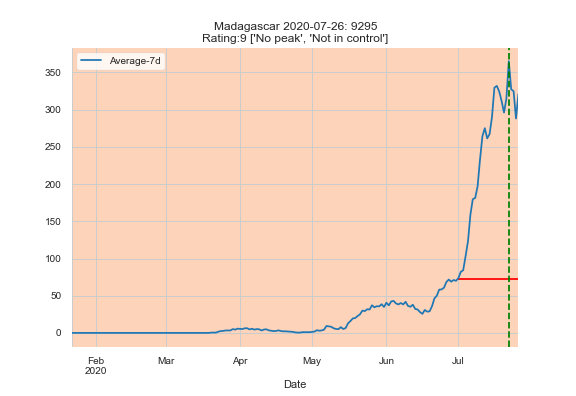 Madagascar 2020-07-26: 9295
Rating:9 ['No peak', 'Not in control']
Average-7d
350
300
250
200
150
100
50
0
Feb
2020
Mar
Apr
May
Jun
Jul
Date